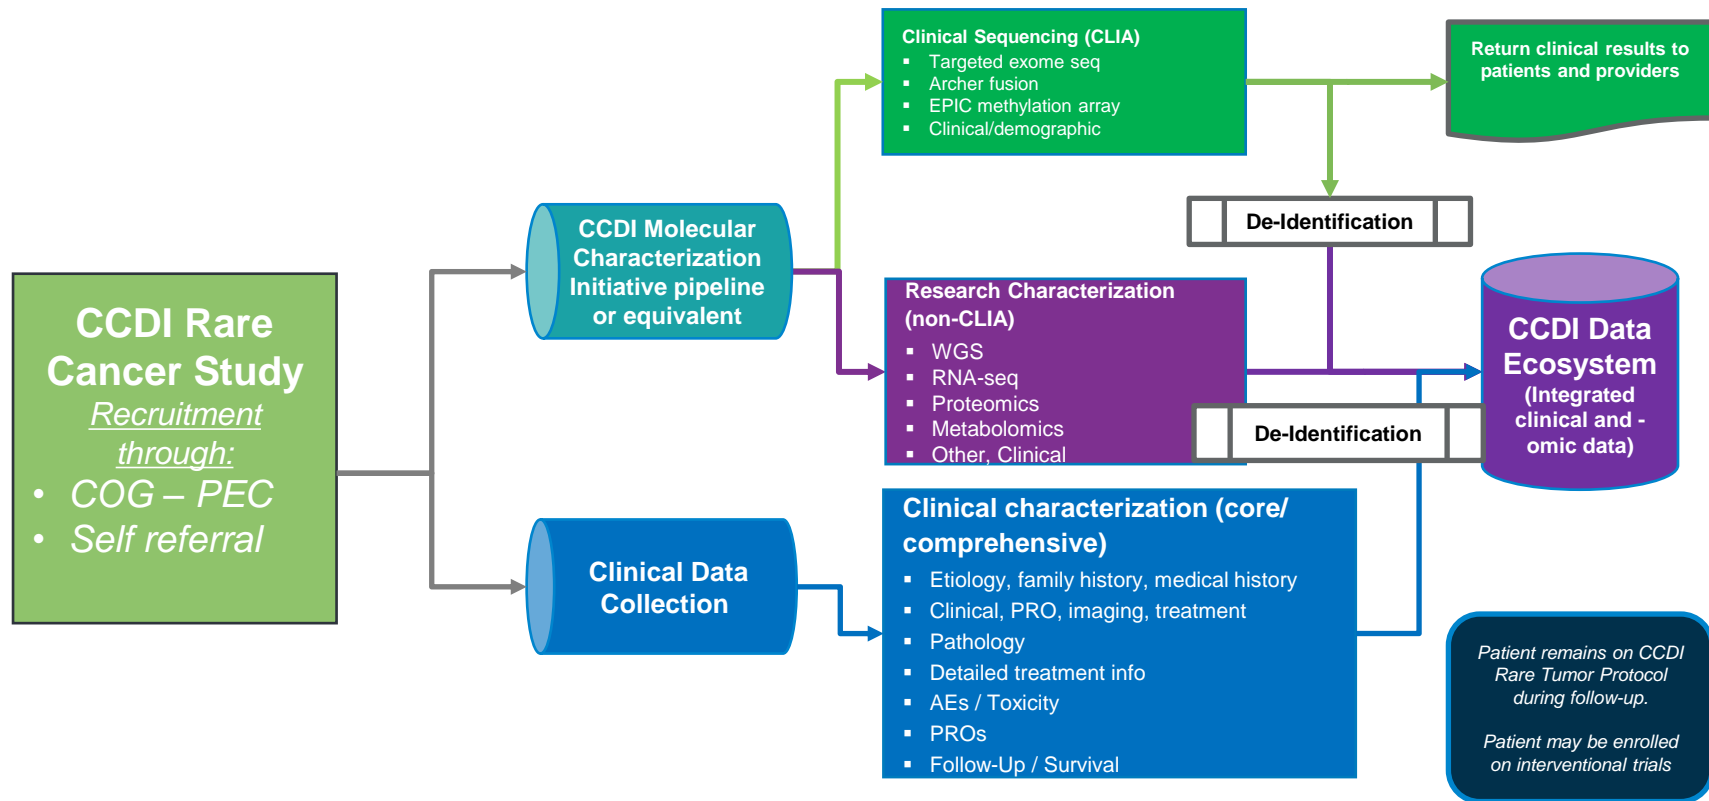 CCDI Rare
Cancer Study
Recruitment
through:
• COG – PEC
• Self referral
CCDI Molecular
Characterization
Initiative pipeline
or equivalent
Clinical Data
Collection
Clinical Sequencing (CLIA)
▪ Targeted exome seq
▪ Archer fusion
▪ EPIC methylation array
▪ Clinical/demographic
Research Characterization
(non-CLIA)
▪ WGS
▪ RNA-seq
▪ Proteomics
▪ Metabolomics
▪ Other, Clinical
Clinical characterization (core/
comprehensive)
▪ Etiology, family history, medical history
▪ Clinical, PRO, imaging, treatment
▪ Pathology
▪ Detailed treatment info
▪ AEs / Toxicity
▪ PROs
▪ Follow-Up / Survival
Return clinical results to
patients and providers
De-Identification
De-Identification
CCDI Data
Ecosystem
(Integrated
clinical and -
omic data)
Patient remains on CCDI
Rare Tumor Protocol
during follow-up.
Patient may be enrolled
on interventional trials